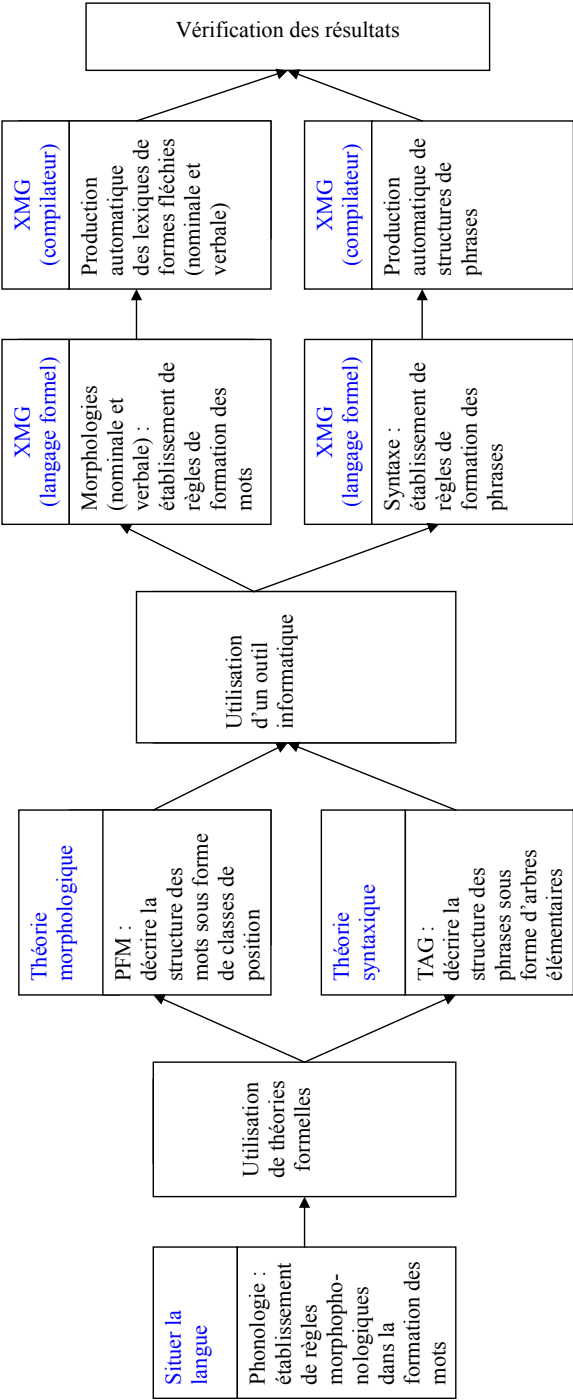 Situer la
langue
Phonologie :
établissement
de règles
morphopho-
nologiques
dans la
formation des
mots
Utilisation
de théories
formelles
Théorie
morphologique
PFM :
décrire la
structure des
mots sous forme
de classes de
position
Théorie
syntaxique
TAG :
décrire la
structure des
phrases sous
forme d’arbres
élémentaires
Utilisation
d’un outil
informatique
XMG
(langage formel)
Morphologies
(nominale et
verbale) :
établissement de
règles de
formation des
mots
XMG
(langage formel)
Syntaxe :
établissement de
règles de
formation des
phrases
XMG
(compilateur)
Production
automatique
des lexiques de
formes fléchies
(nominale et
verbale)
XMG
(compilateur)
Production
automatique de
structures de
phrases
Vérification des résultats